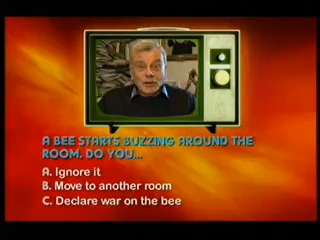 A BEE STARTS BUZZING AROUND THE
ROOM. DO YOU...
A. Ignore it
B. Move to another room
C. Declare war on the bee